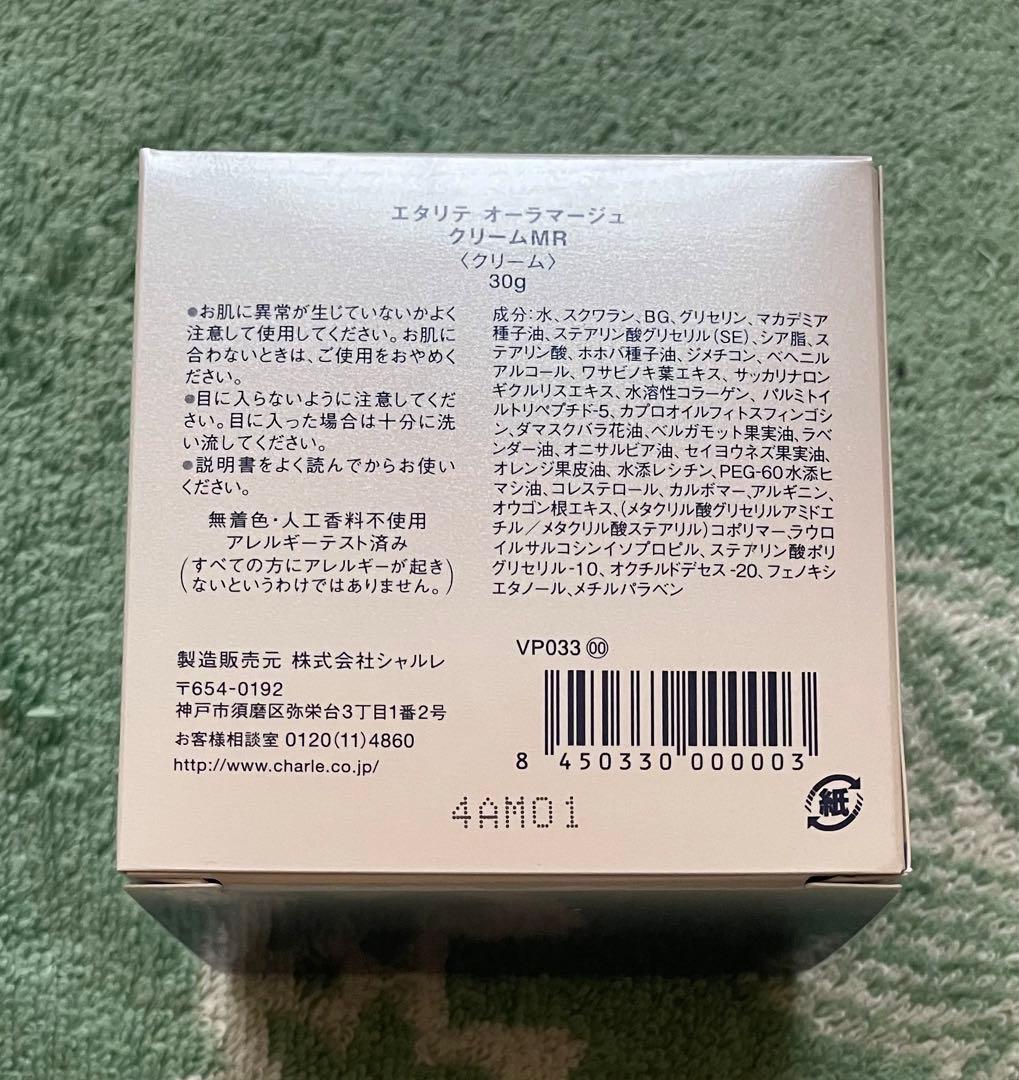 エタリテ オーラマージュ
クリームMR
〈クリーム〉
30g
●お肌に異常が生じていないかよく
注意して使用してください。お肌に
合わないときは、ご使用をおやめく
ださい。
●目に入らないように注意してくだ
さい。目に入った場合は十分に洗
い流してください。
●説明書をよく読んでからお使い
ください。
無着色・人工香料不使用
アレルギーテスト済み
(すべての方にアレルギーが起き
ないというわけではありません。)
成分:水、スクワラン、BG、グリセリン、マカデミア
種子油、ステアリン酸グリセリル(SE)、シア脂、ス
テアリン酸、ホホバ種子油、ジメチコン、ベヘニル
アルコール、ワサビノキ葉エキス、サッカリナロン
ギクルリスエキス、水溶性コラーゲン、パルミトイ
ルトリペプチド-5、カプロオイルフィトスフィンゴシ
ン、ダマスクバラ花油、ベルガモット果実油、ラベ
ンダー油、オニサルビア油、セイヨウネズ果実油、
オレンジ果皮油、水添レシチン、PEG-60水添ヒ
マシ油、コレステロール、カルボマー、アルギニン、
オウゴン根エキス、(メタクリル酸グリセリルアミドエ
チル/メタクリル酸ステアリル)コポリマー、ラウロ
イルサルコシンイソプロピル、ステアリン酸ポリ
グリセリル-10、オクチルドデセス-20、フェノキシ
エタノール、メチルパラベン
製造販売元 株式会社シャルレ
〒654-0192
神戸市須磨区弥栄台3丁目1番2号
お客様相談室 0120(11)4860
http://www.charle.co.jp/
VP033 00
8 450330 000003
紙
4AM01